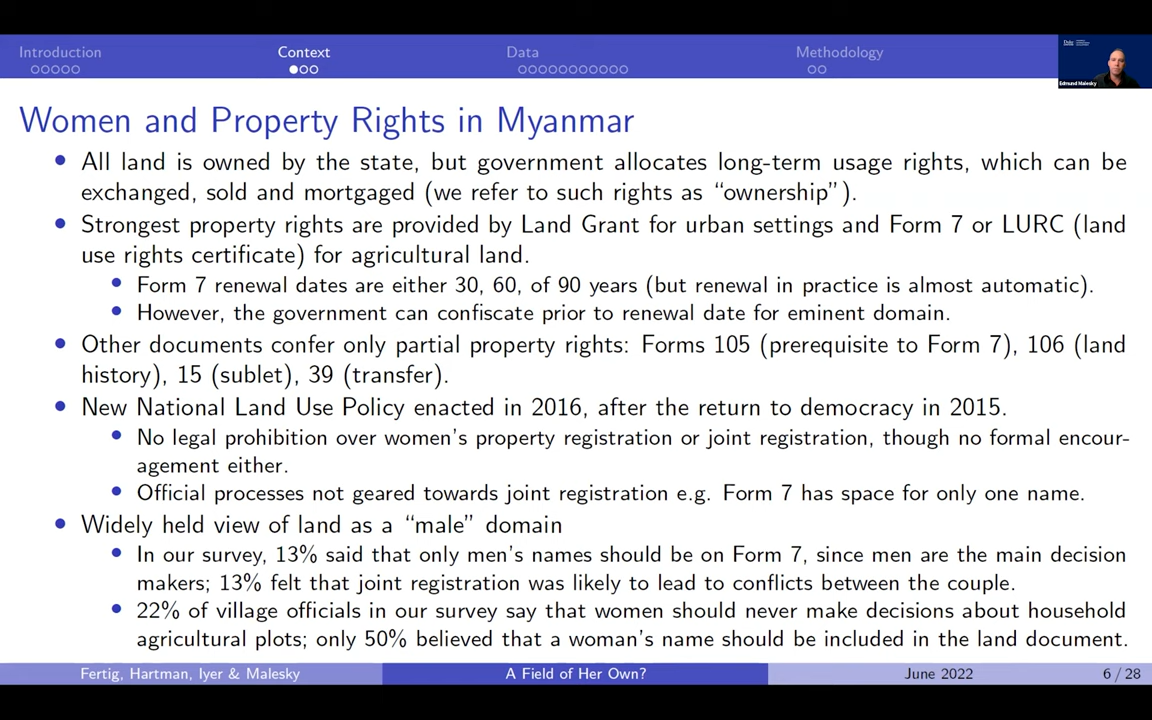 Introduction
Context
Data
Methodology
Duke
Edmund Malesky
Women and Property Rights in Myanmar
All land is owned by the state, but government allocates long-term usage rights, which can be
exchanged, sold and mortgaged (we refer to such rights as “ownership”).
Strongest property rights are provided by Land Grant for urban settings and Form 7 or LURC (land
use rights certificate) for agricultural land.
Form 7 renewal dates are either 30, 60, of 90 years (but renewal in practice is almost automatic).
However, the government can confiscate prior to renewal date for eminent domain.
Other documents confer only partial property rights: Forms 105 (prerequisite to Form 7), 106 (land
history), 15 (sublet), 39 (transfer).
New National Land Use Policy enacted in 2016, after the return to democracy in 2015.
No legal prohibition over women's property registration or joint registration, though no formal encour-
agement either.
Official processes not geared towards joint registration e.g. Form 7 has space for only one name.
Widely held view of land as a “male” domain
In our survey, 13% said that only men's names should be on Form 7, since men are the main decision
makers; 13% felt that joint registration was likely to lead to conflicts between the couple.
22% of village officials in our survey say that women should never make decisions about household
agricultural plots; only 50% believed that a woman's name should be included in the land document.
Fertig, Hartman, Iyer & Malesky
A Field of Her Own?
June 2022
6 / 28